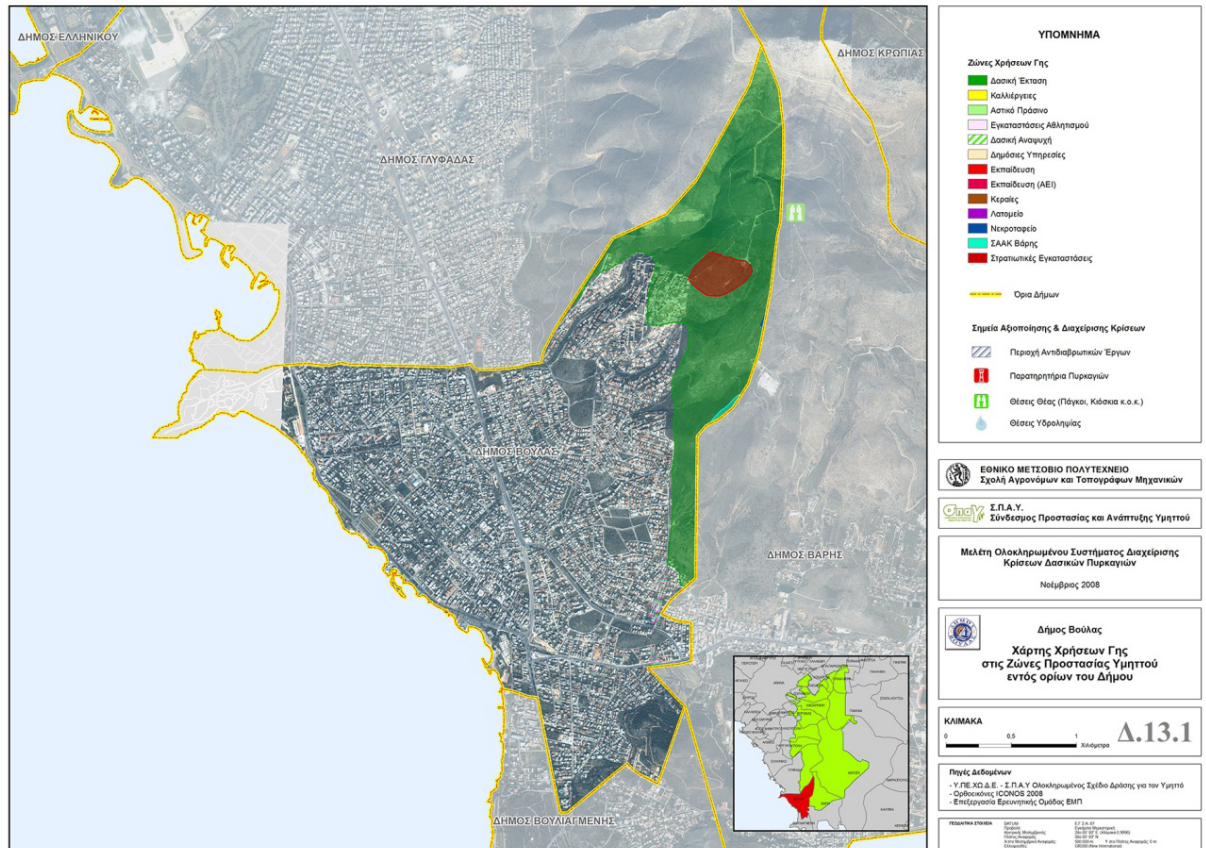 ΔΗΜΟΣ ΕΛΛΗΝΙΚΟΥ
ΔΗΜΟΣ ΚΡΩΠΙΑΣ
ΔΗΜΟΣ ΓΛΥΦΑΔΑΣ
ΔΗΜΟΣ ΒΟΥΛΑΣ
ΔΗΜΟΣ ΒΑΡΗΣ
ΔΗΜΟΣ ΒΟΥΛΙΑΓΜΕΝΗΣ
ΥΠΟΜΝΗΜΑ
Ζώνες Χρήσεων Γης
Δασική Έκταση
Καλλιέργειες
Αστικό Πράσινο
Εγκαταστάσεις Αθλητισμού
Δασική Αναψυχή
Δημόσιες Υπηρεσίες
Εκπαίδευση
Εκπαίδευση (ΑΕΙ)
Κεραίες
Λατομείο
Νεκροταφείο
ΣΑΑΚ Βάρης
Στρατιωτικές Εγκαταστάσεις
Όρια Δήμων
Σημεία Αξιοποίησης & Διαχείρισης Κρίσεων
Περιοχή Αντιδιαβρωτικών Έργων
Παρατηρητήρια Πυρκαγιών
Θέσεις Θέας (Πάγκοι, Κιόσκια κ.ο.κ.)
Θέσεις Υδροληψίας
ΕΘΝΙΚΟ ΜΕΤΣΟΒΙΟ ΠΟΛΥΤΕΧΝΕΙΟ
Σχολή Αγρονόμων και Τοπογράφων Μηχανικών
Σ.Π.Α.Υ.
Σύνδεσμος Προστασίας και Ανάπτυξης Υμηττού
Μελέτη Ολοκληρωμένου Συστήματος Διαχείρισης
Κρίσεων Δασικών Πυρκαγιών
Νοέμβριος 2008
Δήμος Βούλας
Χάρτης Χρήσεων Γης
στις Ζώνες Προστασίας Υμηττού
εντός ορίων του Δήμου
ΚΛΙΜΑΚΑ
0 0,5 1
Χιλιόμετρα
Δ.13.1
Πηγές Δεδομένων
- Υ.ΠΕ.ΧΩ.Δ.Ε. - Σ.Π.Α.Υ Ολοκληρωμένος Σχέδιο Δράσης για τον Υμηττό
- Ορθοεικόνες ICONOS 2008
- Επεξεργασία Ερευνητικής Ομάδας ΕΜΠ